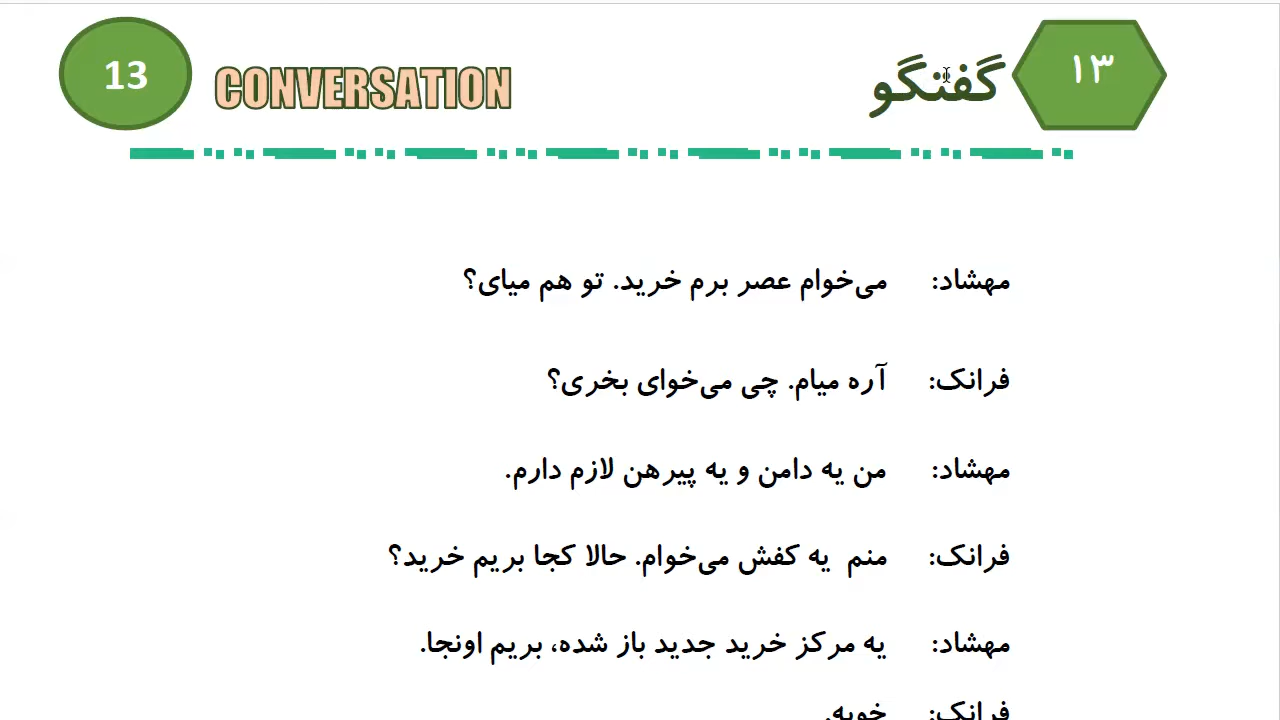 13 CONVERSATION گفتگو ۱۳
مهشاد: می‌خوام عصر برم خرید. تو هم میای؟
فرانک: آره میام. چی می‌خوای بخری؟
مهشاد: من یه دامن و یه پیرهن لازم دارم.
فرانک: منم یه کفش می‌خوام. حالا کجا بریم خرید؟
مهشاد: یه مرکز خرید جدید باز شده، بریم اونجا.
فرانک: خوبه.